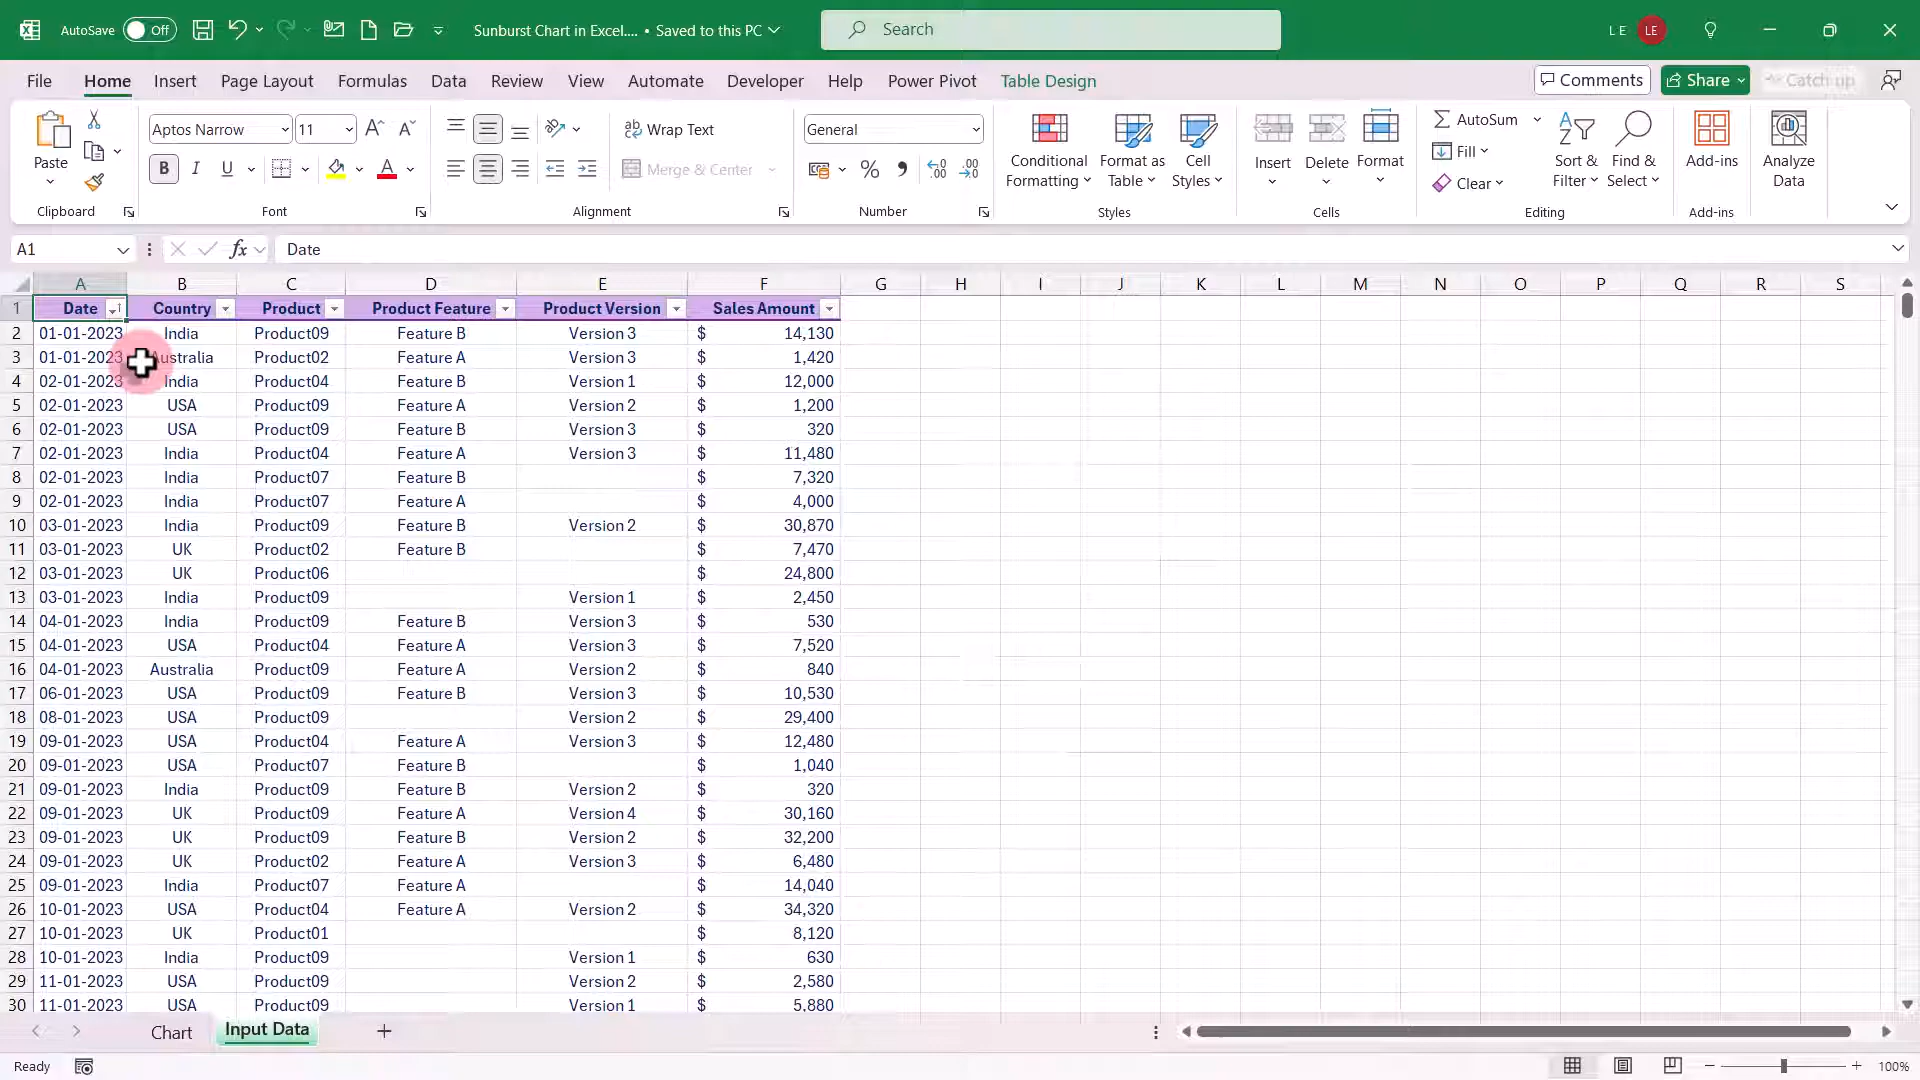 AutoSave Off Sunburst Chart in Excel.... • Saved to this PC Search L E LE
File Home Insert Page Layout Formulas Data Review View Automate Developer Help Power Pivot Table Design Comments Share Catch up
Paste Aptos Narrow 11 Wrap Text General Conditional Formatting Format as Table Cell Styles Insert Delete Format AutoSum Fill Clear Sort & Filter Find & Select Add-ins Analyze Data
B I U Merge & Center % 9
Clipboard Font Alignment Number Styles Cells Editing Add-ins
A1 fx Date
A B C D E F G H I J K L M N O P Q R S
1 Date Country Product Product Feature Product Version Sales Amount
2 01-01-2023 India Product09 Feature B Version 3 $ 14,130
3 01-01-2023 Australia Product02 Feature A Version 3 $ 1,420
4 02-01-2023 India Product04 Feature B Version 1 $ 12,000
5 02-01-2023 USA Product09 Feature A Version 2 $ 1,200
6 02-01-2023 USA Product09 Feature B Version 3 $ 320
7 02-01-2023 India Product04 Feature A Version 3 $ 11,480
8 02-01-2023 India Product07 Feature B $ 7,320
9 02-01-2023 India Product07 Feature A $ 4,000
10 03-01-2023 India Product09 Feature B Version 2 $ 30,870
11 03-01-2023 UK Product02 Feature B $ 7,470
12 03-01-2023 UK Product06 $ 24,800
13 03-01-2023 India Product09 Version 1 $ 2,450
14 04-01-2023 India Product09 Feature B Version 3 $ 530
15 04-01-2023 USA Product04 Feature A Version 3 $ 7,520
16 04-01-2023 Australia Product09 Feature A Version 2 $ 840
17 06-01-2023 USA Product09 Feature B Version 3 $ 10,530
18 08-01-2023 USA Product09 Version 2 $ 29,400
19 09-01-2023 USA Product04 Feature A Version 3 $ 12,480
20 09-01-2023 USA Product07 Feature B $ 1,040
21 09-01-2023 India Product09 Feature B Version 2 $ 320
22 09-01-2023 UK Product09 Feature A Version 4 $ 30,160
23 09-01-2023 UK Product09 Feature B Version 2 $ 32,200
24 09-01-2023 UK Product02 Feature A Version 3 $ 6,480
25 09-01-2023 India Product07 Feature A $ 14,040
26 10-01-2023 USA Product04 Feature A Version 2 $ 34,320
27 10-01-2023 UK Product01 $ 8,120
28 10-01-2023 India Product09 Version 1 $ 630
29 11-01-2023 USA Product09 Version 2 $ 2,580
30 11-01-2023 USA Product09 Version 1 $ 5,880
Chart Input Data
Ready 100%